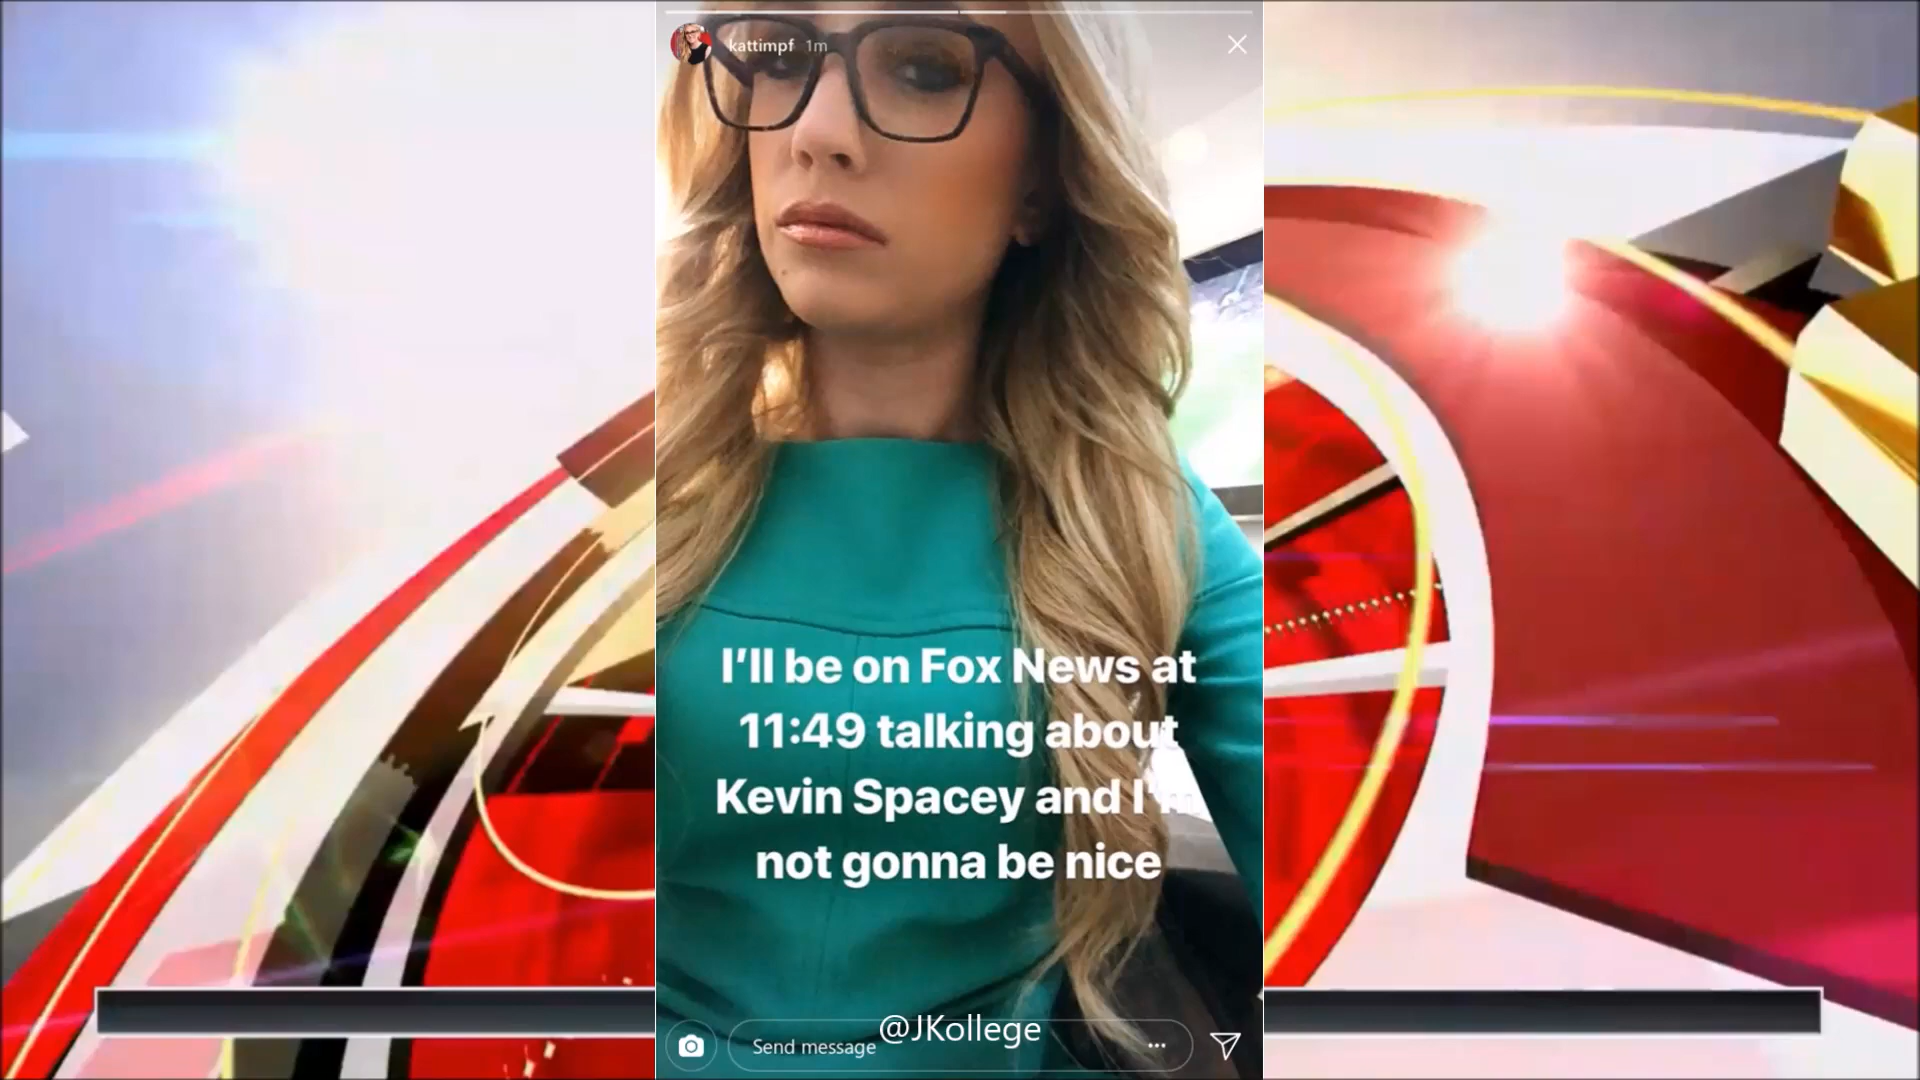 kattimpf 1m
I'll be on Fox News at
11:49 talking about
Kevin Spacey and I'm
not gonna be nice
@JKollege
Send message